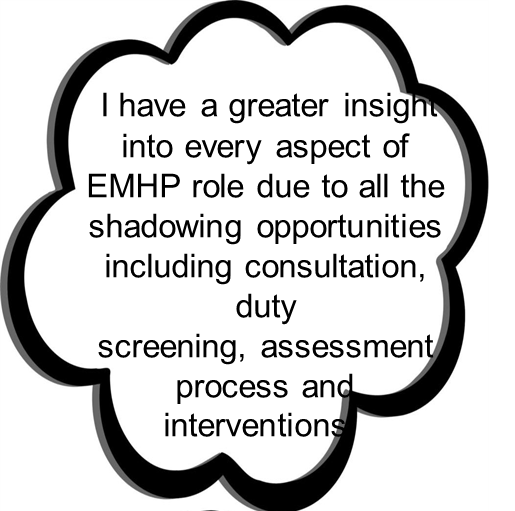 I have a greater insight
into every aspect of
EMHP role due to all the
shadowing opportunities
including consultation,
duty
screening, assessment
process and
interventions.